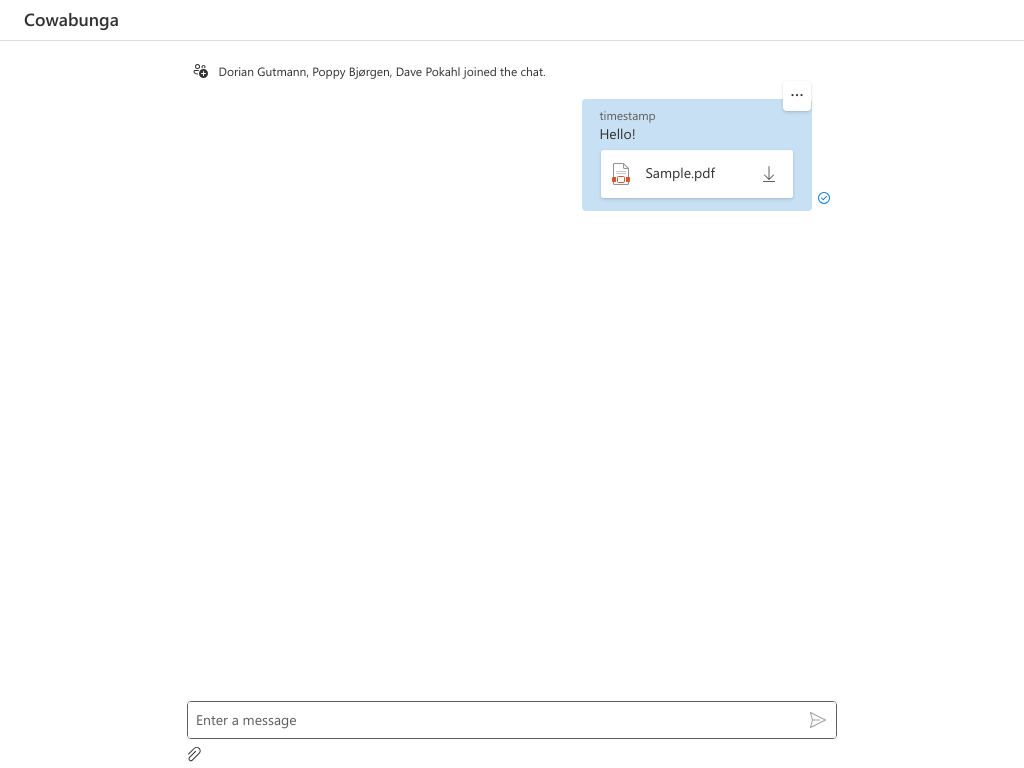 Cowabunga
Dorian Gutmann, Poppy Bjørgen, Dave Pokahl joined the chat.
timestamp
Hello!
Sample.pdf
Enter a message